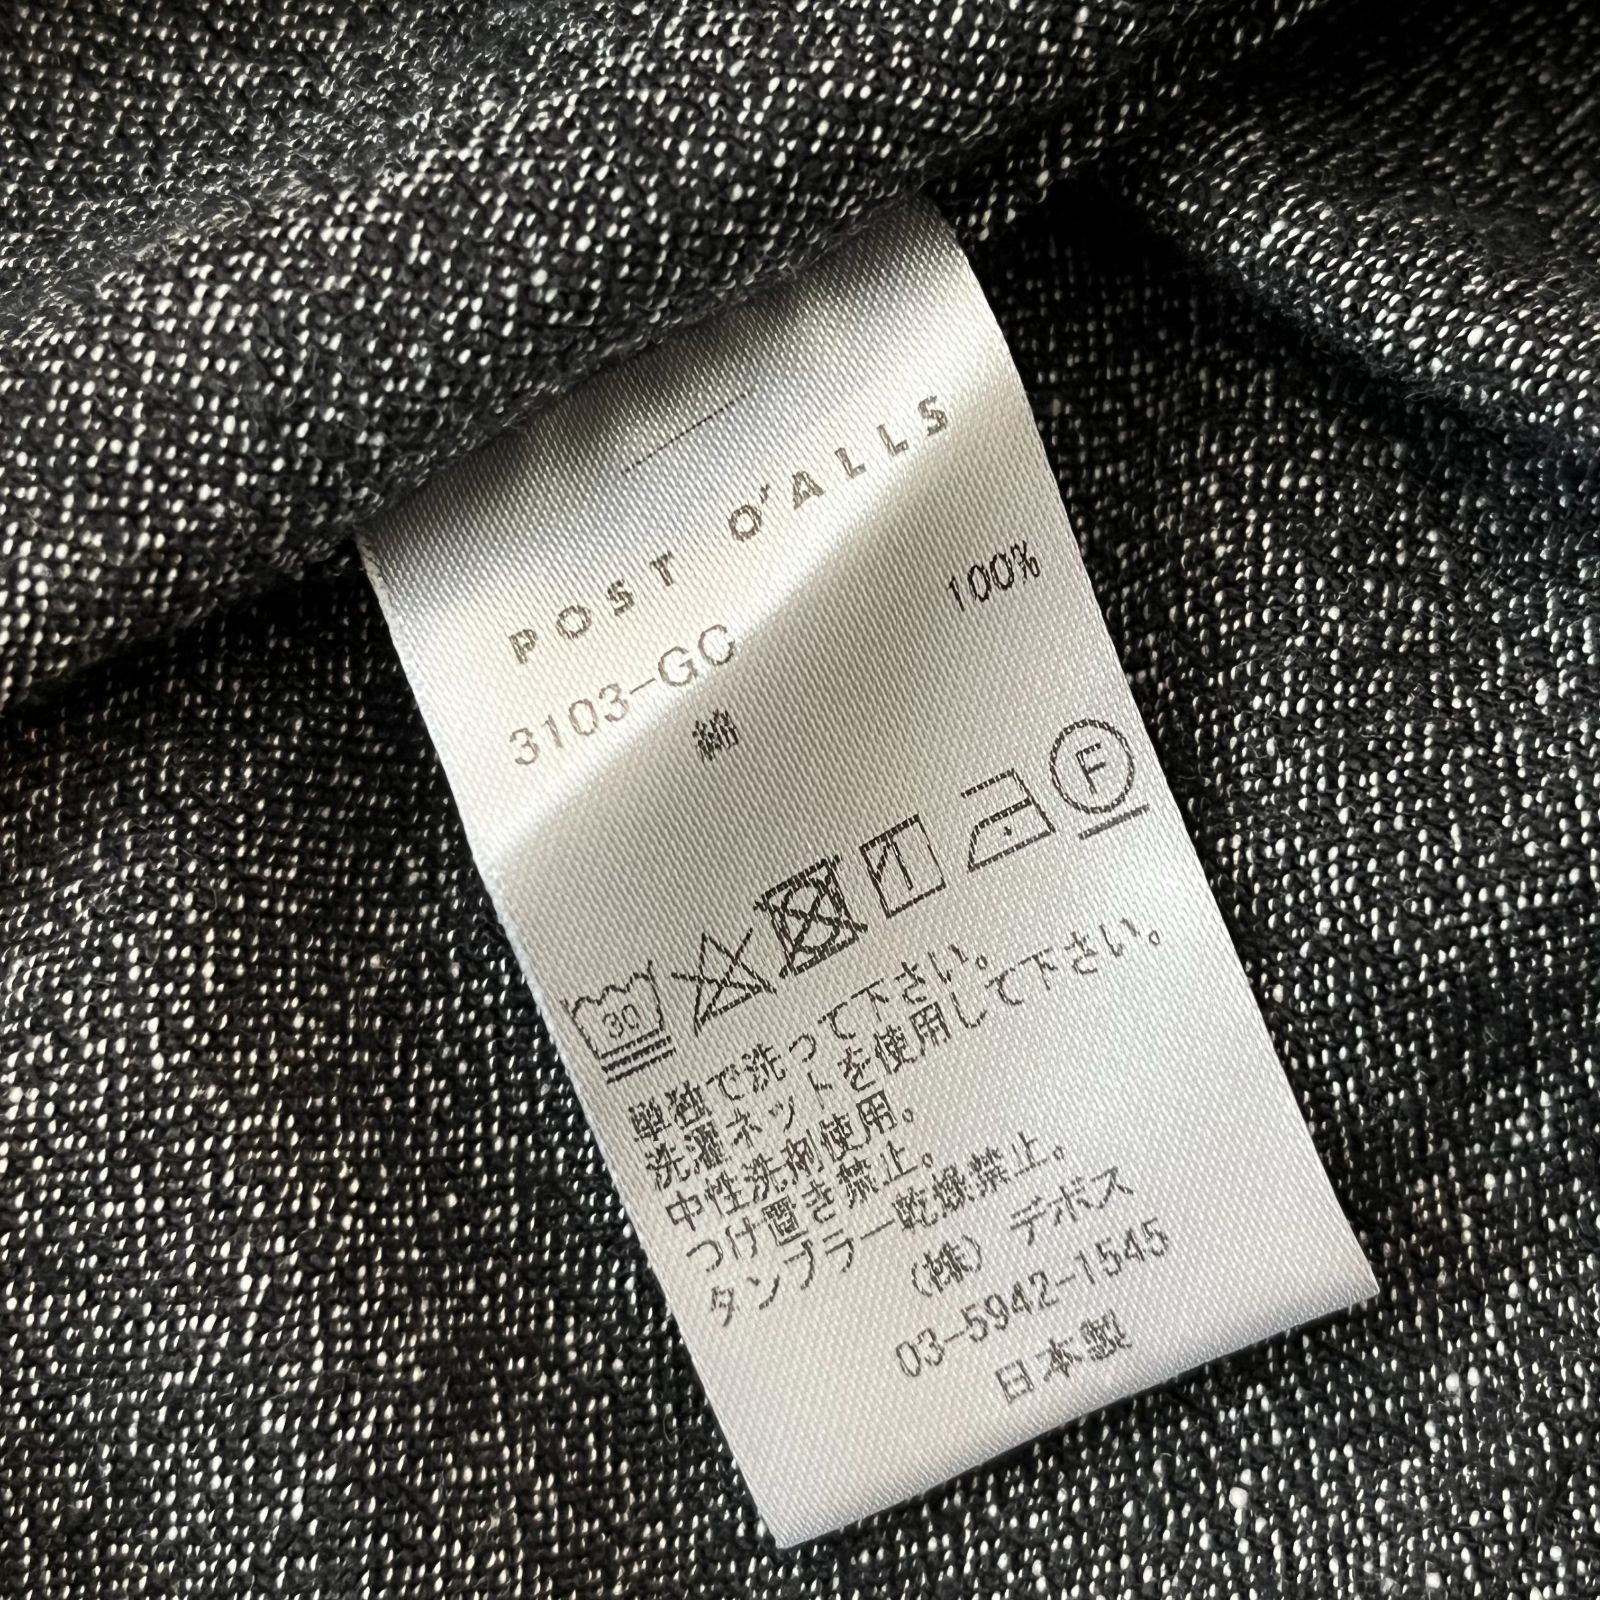 POST O'ALLS
3103-GC
綿 100%
30 F
単独で洗って下さい。
洗濯ネットを使用して下さい。
中性洗剤使用。
つけ置き禁止。
タンブラー乾燥禁止。
(株) デポス
03-5942-1545
日本製